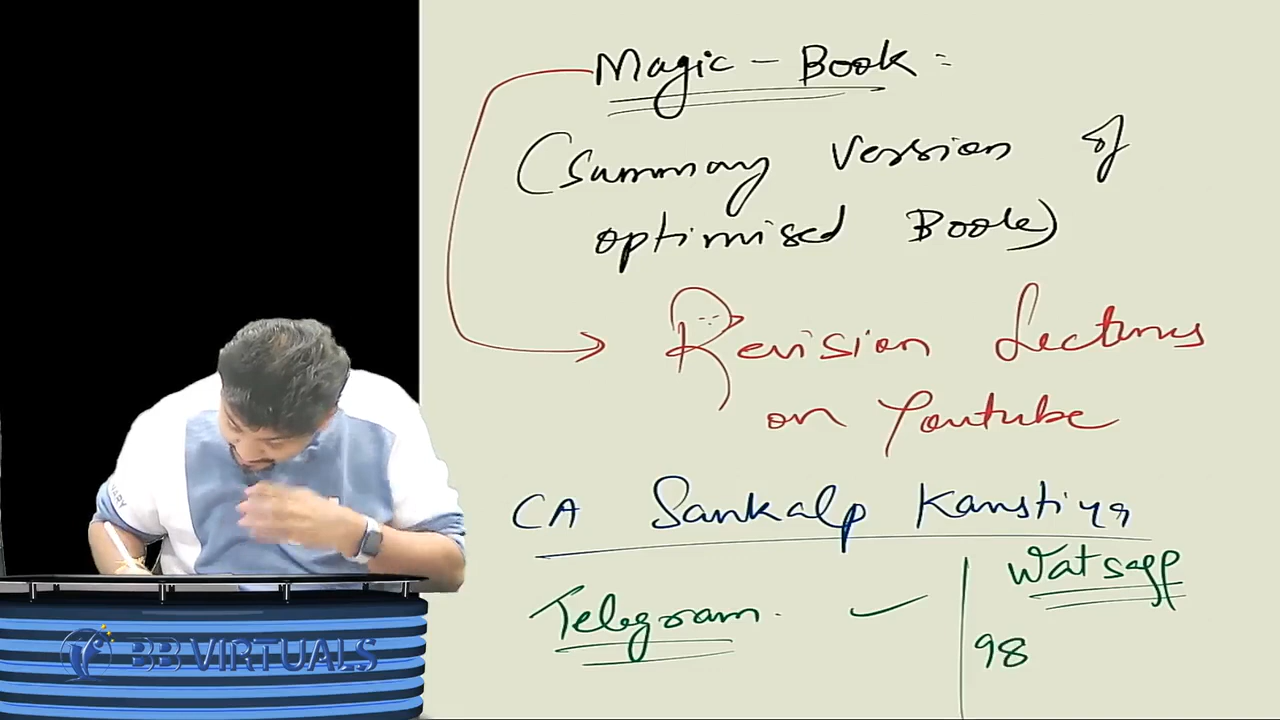 Magic - Book :
(Summary Version of
optimised Book)
Revision Lectures
on Youtube
CA Sankalp Kanstiya
Telegram.
Watsapp
98
BB VIRTUALS